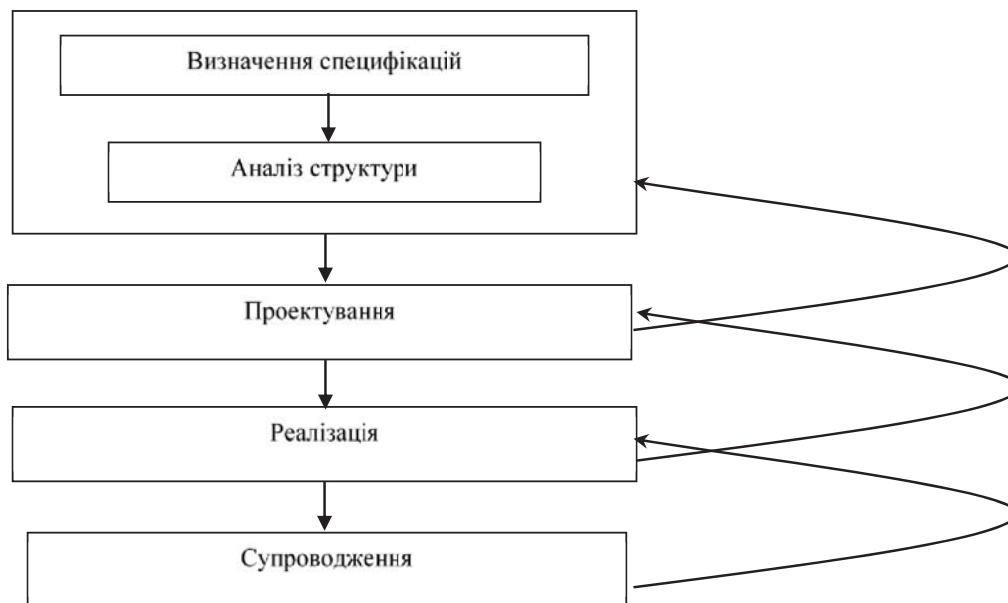 Визначення специфікацій
Аналіз структури
Проектування
Реалізація
Супроводження